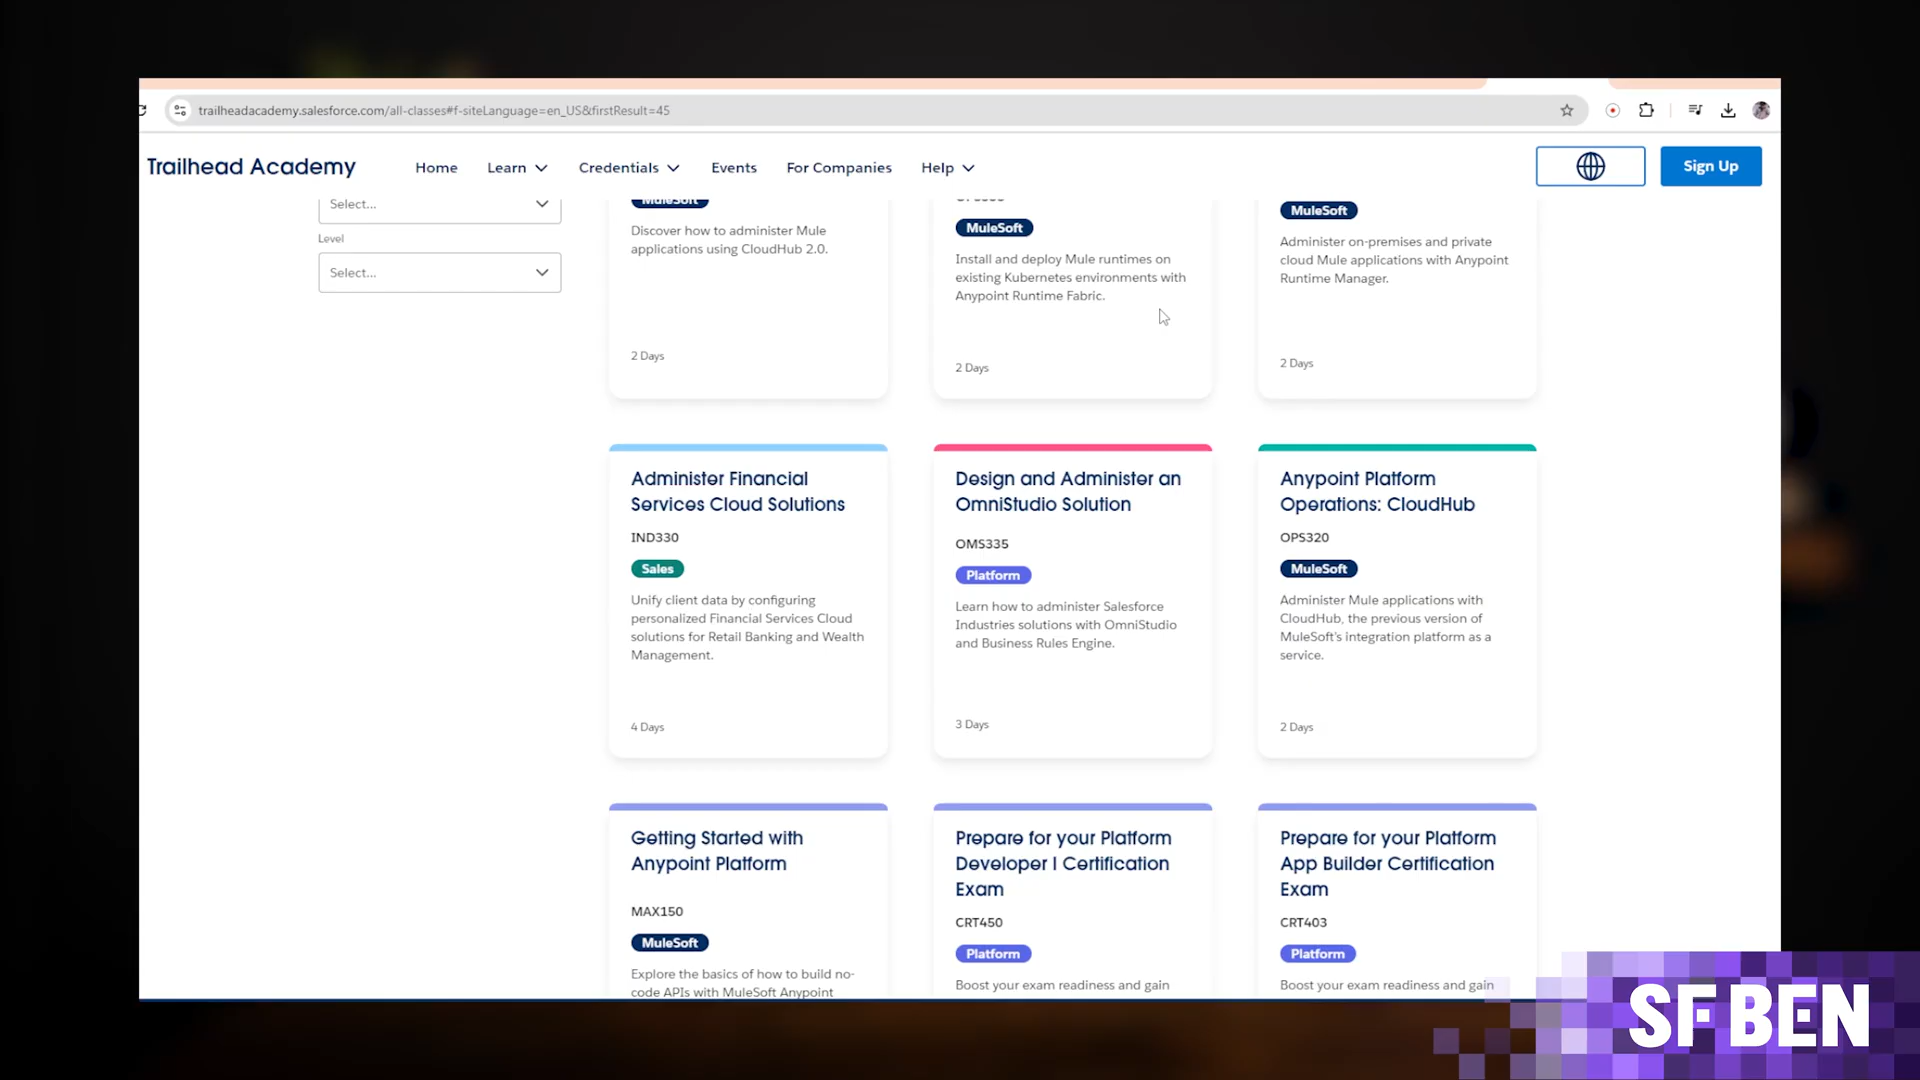 trailheadacademy.salesforce.com/all-classes#f-siteLanguage=en_US&firstResult=45
Trailhead Academy
Home
Learn
Credentials
Events
For Companies
Help
Sign Up
Select...
Level
Select...
MuleSoft
Discover how to administer Mule
applications using CloudHub 2.0.
2 Days
MuleSoft
Install and deploy Mule runtimes on
existing Kubernetes environments with
Anypoint Runtime Fabric.
2 Days
MuleSoft
Administer on-premises and private
cloud Mule applications with Anypoint
Runtime Manager.
2 Days
Administer Financial
Services Cloud Solutions
IND330
Sales
Unify client data by configuring
personalized Financial Services Cloud
solutions for Retail Banking and Wealth
Management.
4 Days
Design and Administer an
OmniStudio Solution
OMS335
Platform
Learn how to administer Salesforce
Industries solutions with OmniStudio
and Business Rules Engine.
3 Days
Anypoint Platform
Operations: CloudHub
OPS320
MuleSoft
Administer Mule applications with
CloudHub, the previous version of
MuleSoft's integration platform as a
service.
2 Days
Getting Started with
Anypoint Platform
MAX150
MuleSoft
Explore the basics of how to build no-
code APIs with MuleSoft Anypoint
Prepare for your Platform
Developer I Certification
Exam
CRT450
Platform
Boost your exam readiness and gain
Prepare for your Platform
App Builder Certification
Exam
CRT403
Platform
Boost your exam readiness and gain
SF BEN